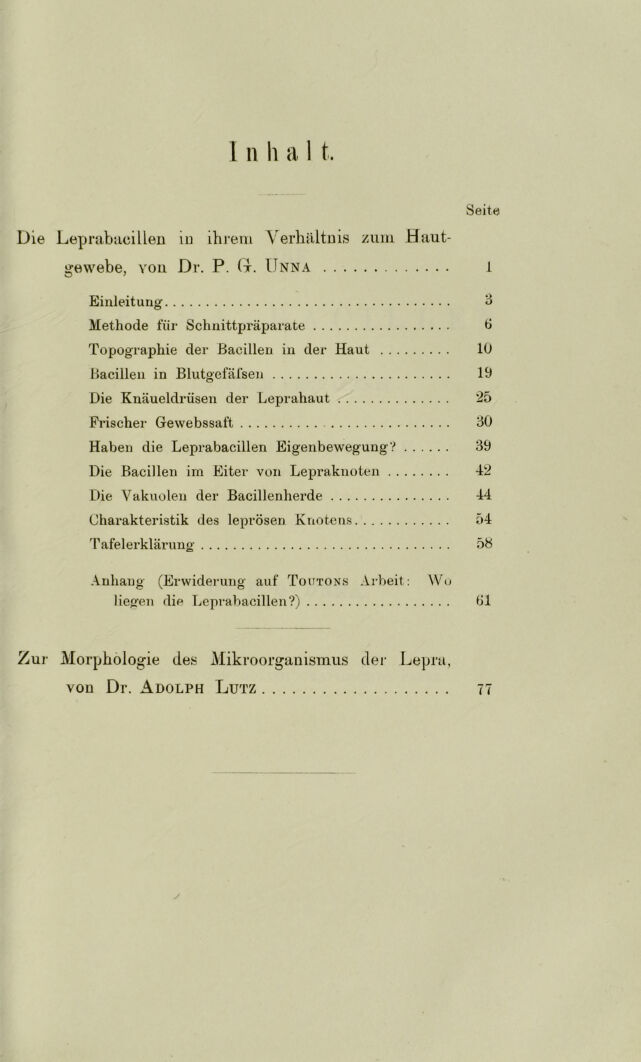 Inhalt.
Seite
Die Leprabacillen in ihrem Verhältnis zum Haut-
gewebe, von Dr. P. G. Unna . . . . . . . . . . . . . 1
Einleitung . . . . . . . . . . . . . . . . . . . . . . . . . . . . . . . . . . 3
Methode für Schnittpräparate . . . . . . . . . . . . . . . . . 6
Topographie der Bacillen in der Haut . . . . . . . . . 10
Bacillen in Blutgefäfsen . . . . . . . . . . . . . . . . . . . . . . 19
Die Knäueldrüsen der Leprahaut . . . . . . . . . . . . . . 25
Frischer Gewebssaft . . . . . . . . . . . . . . . . . . . . . . . . . . 30
Haben die Leprabacillen Eigenbewegung? . . . . . . 39
Die Bacillen im Eiter von Lepraknoten . . . . . . . . 42
Die Vakuolen der Bacillenherde . . . . . . . . . . . . . . . 44
Charakteristik des leprösen Knotens . . . . . . . . . . . . 54
Tafelerklärung . . . . . . . . . . . . . . . . . . . . . . . . . . . . . . . 58
Anhang (Erwiderung auf Toutons Arbeit: Wo
liegen die Leprabacillen?) . . . . . . . . . . . . . . . . . . 61
Zur Morphologie des Mikroorganismus der Lepra,
von Dr. Adolph Lutz . . . . . . . . . . . . . . . . . . . 77